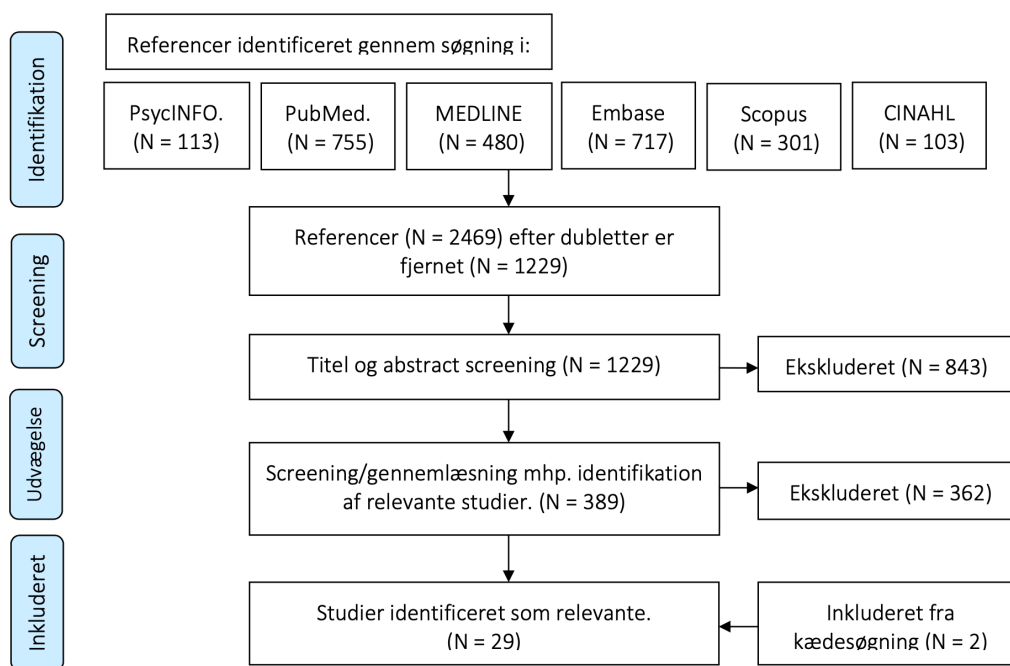 Identifikation
Referencer identificeret gennem søgning i:
PsycINFO.
(N = 113)
PubMed.
(N = 755)
MEDLINE
(N = 480)
Embase
(N = 717)
Scopus
(N = 301)
CINAHL
(N = 103)
Screening
Referencer (N = 2469) efter dubletter er
fjernet (N = 1229)
Titel og abstract screening (N = 1229)
Ekskluderet (N = 843)
Udvægelse
Screening/gennemlæsning mhp. identifikation
af relevante studier. (N = 389)
Ekskluderet (N = 362)
Inkluderet
Studier identificeret som relevante.
(N = 29)
Inkluderet fra
kædesøgning (N = 2)